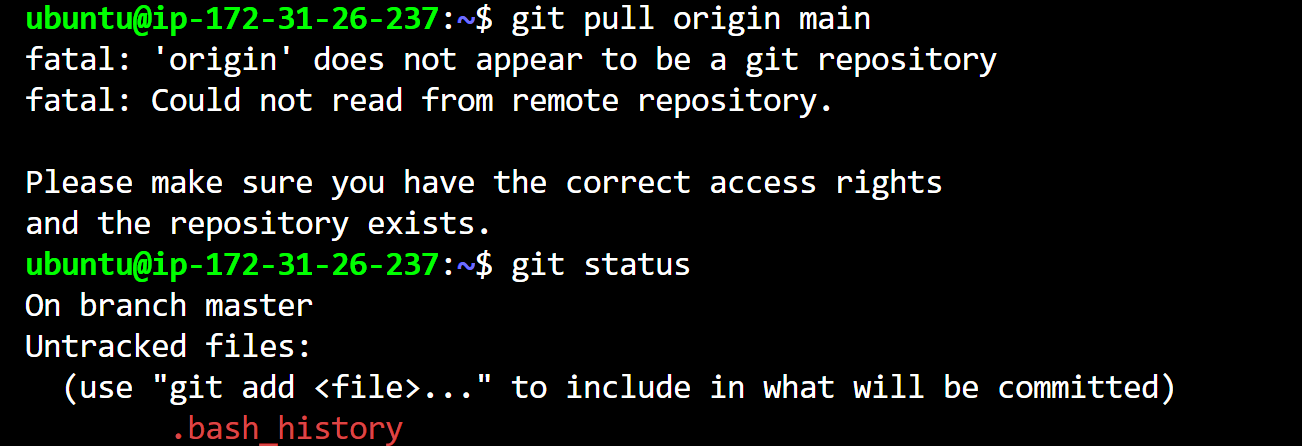 ubuntu@ip-172-31-26-237:~$ git pull origin main
fatal: 'origin' does not appear to be a git repository
fatal: Could not read from remote repository.
Please make sure you have the correct access rights
and the repository exists.
ubuntu@ip-172-31-26-237:~$ git status
On branch master
Untracked files:
  (use "git add <file>..." to include in what will be committed)
        .bash_history